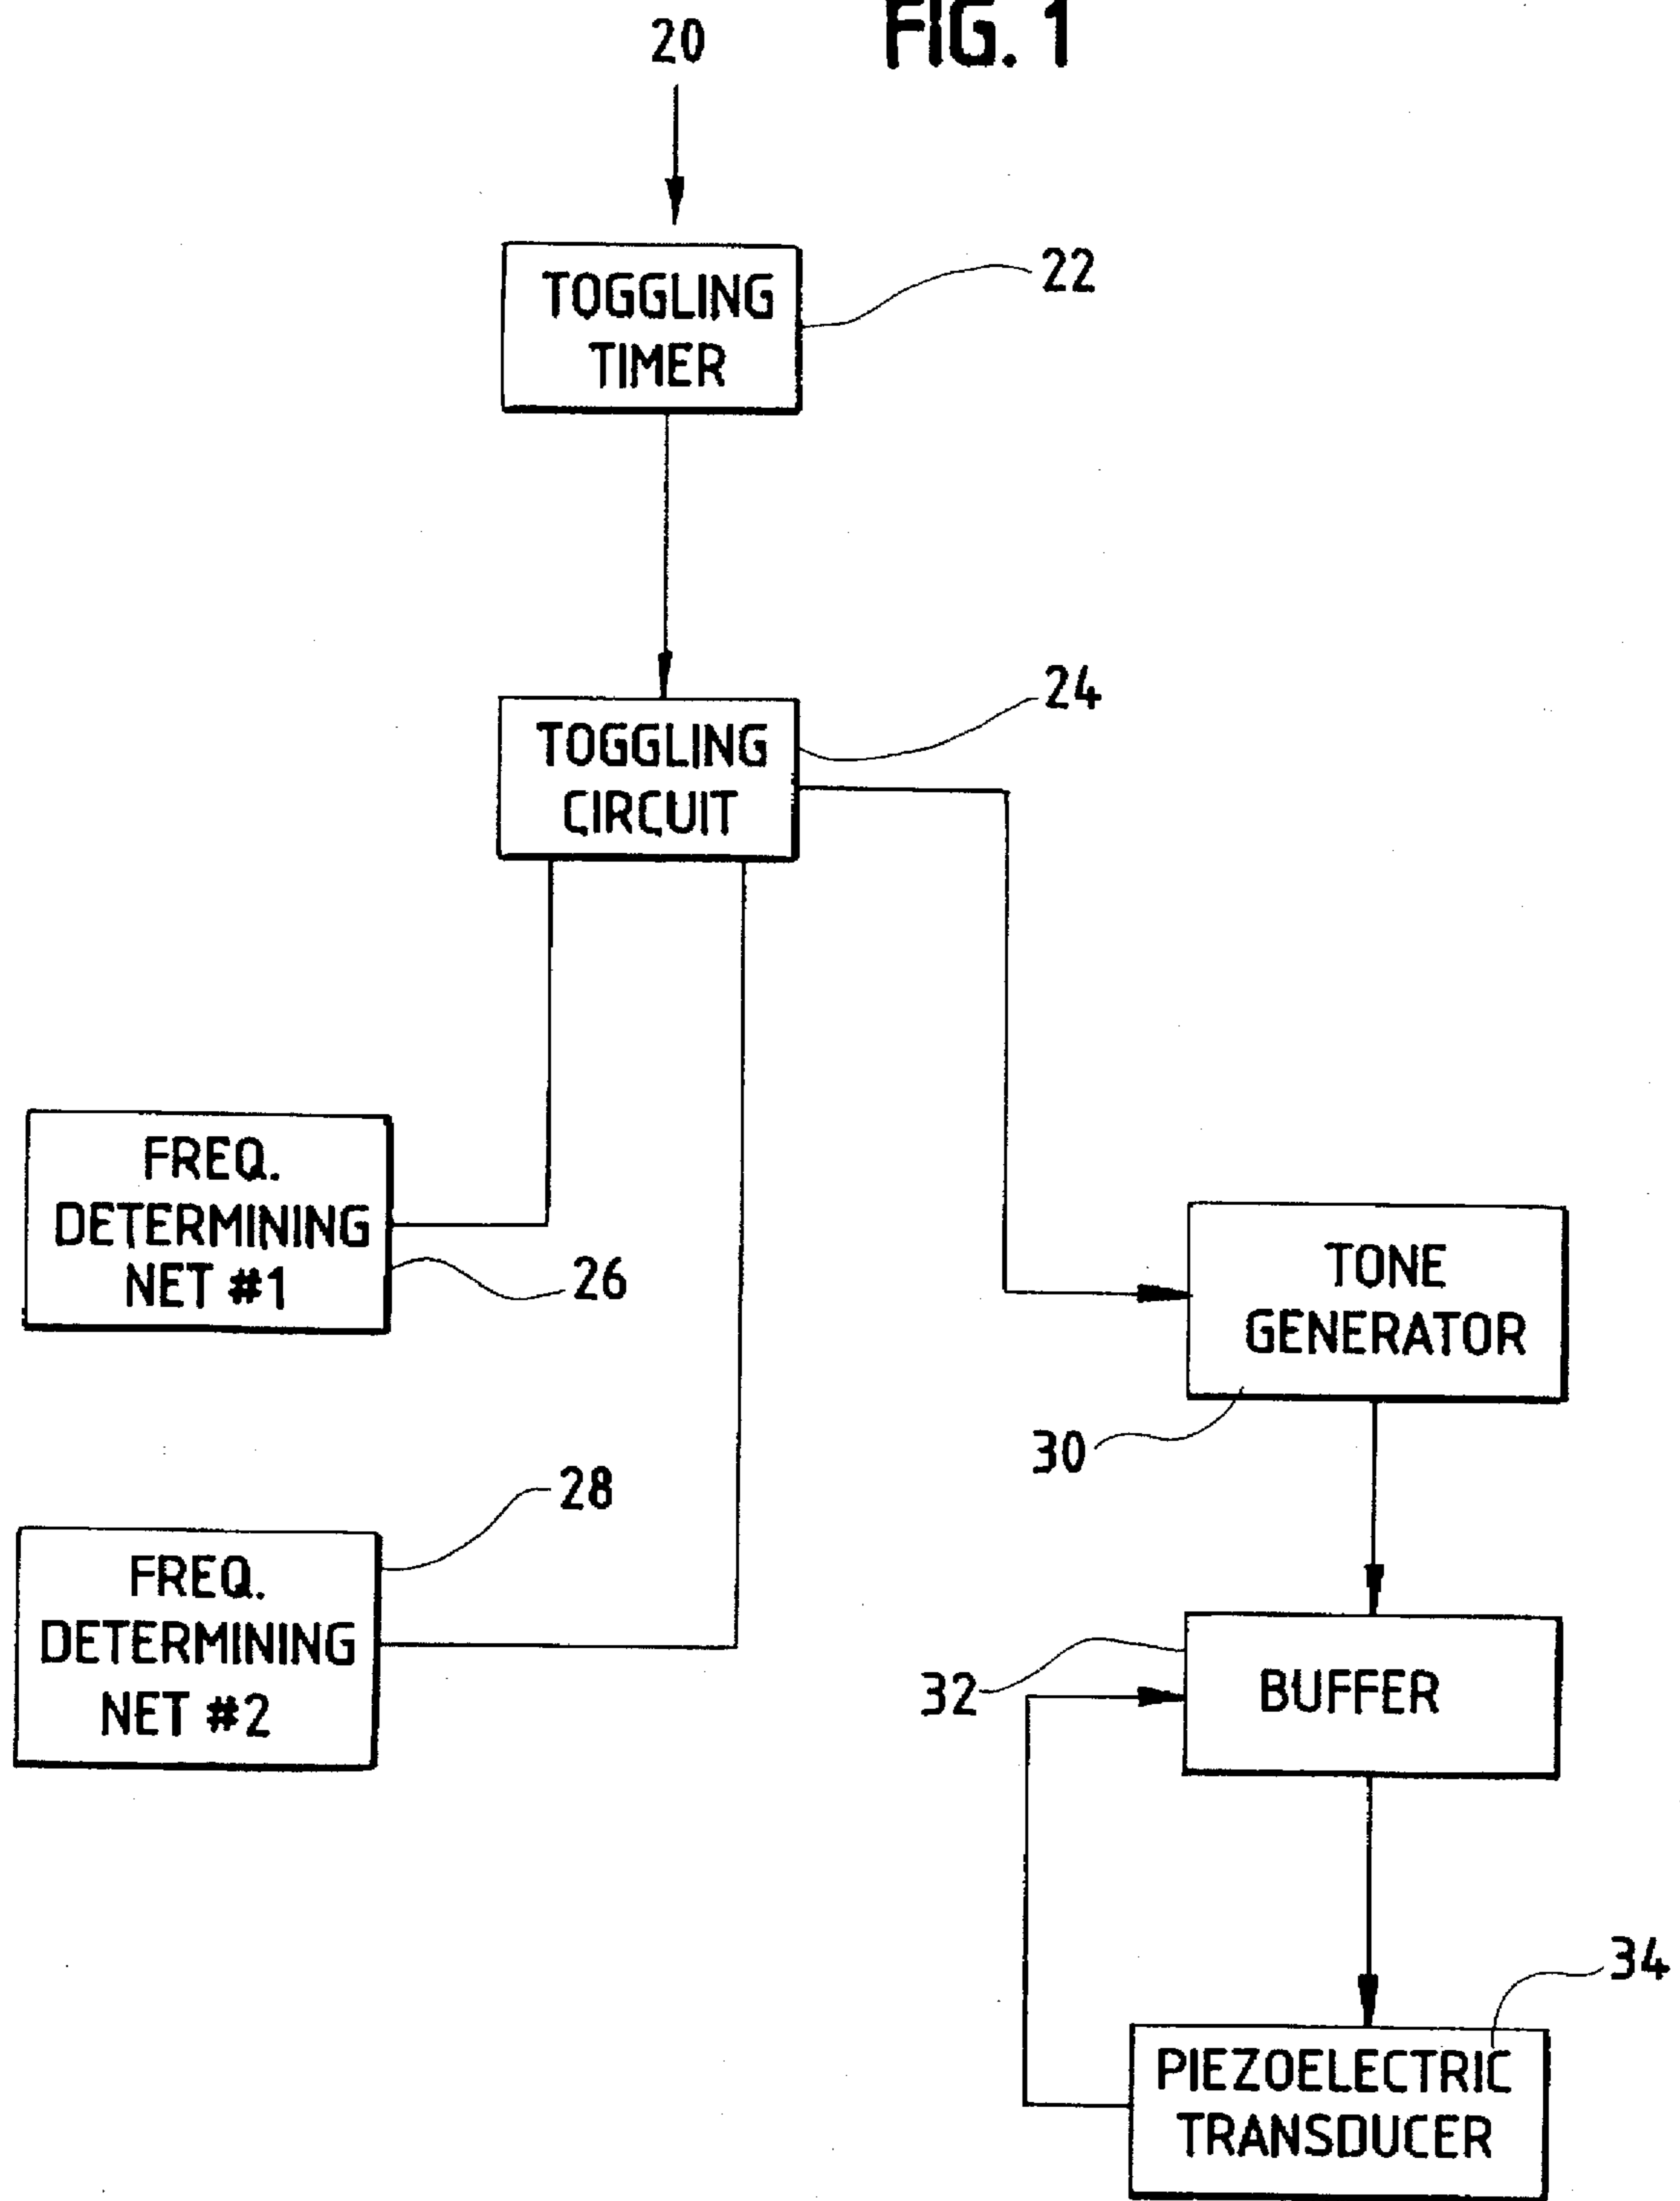 FIG. 1
20
TOGGLING
TIMER
22
TOGGLING
CIRCUIT
24
FREQ.
DETERMINING
NET #1
26
TONE
GENERATOR
30
FREQ.
DETERMINING
NET #2
28
BUFFER
32
PIEZOELECTRIC
TRANSDUCER
34